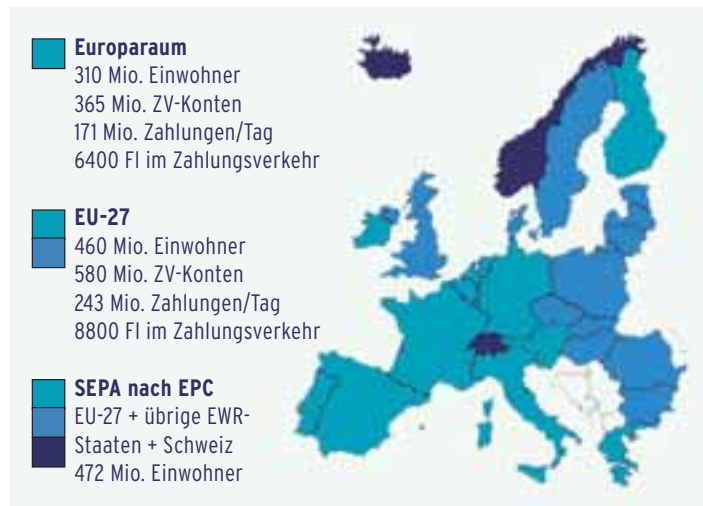 Europaraum
310 Mio. Einwohner
365 Mio. ZV-Konten
171 Mio. Zahlungen/Tag
6400 FI im Zahlungsverkehr
EU-27
460 Mio. Einwohner
580 Mio. ZV-Konten
243 Mio. Zahlungen/Tag
8800 FI im Zahlungsverkehr
SEPA nach EPC
EU-27 + übrige EWR-
Staaten + Schweiz
472 Mio. Einwohner